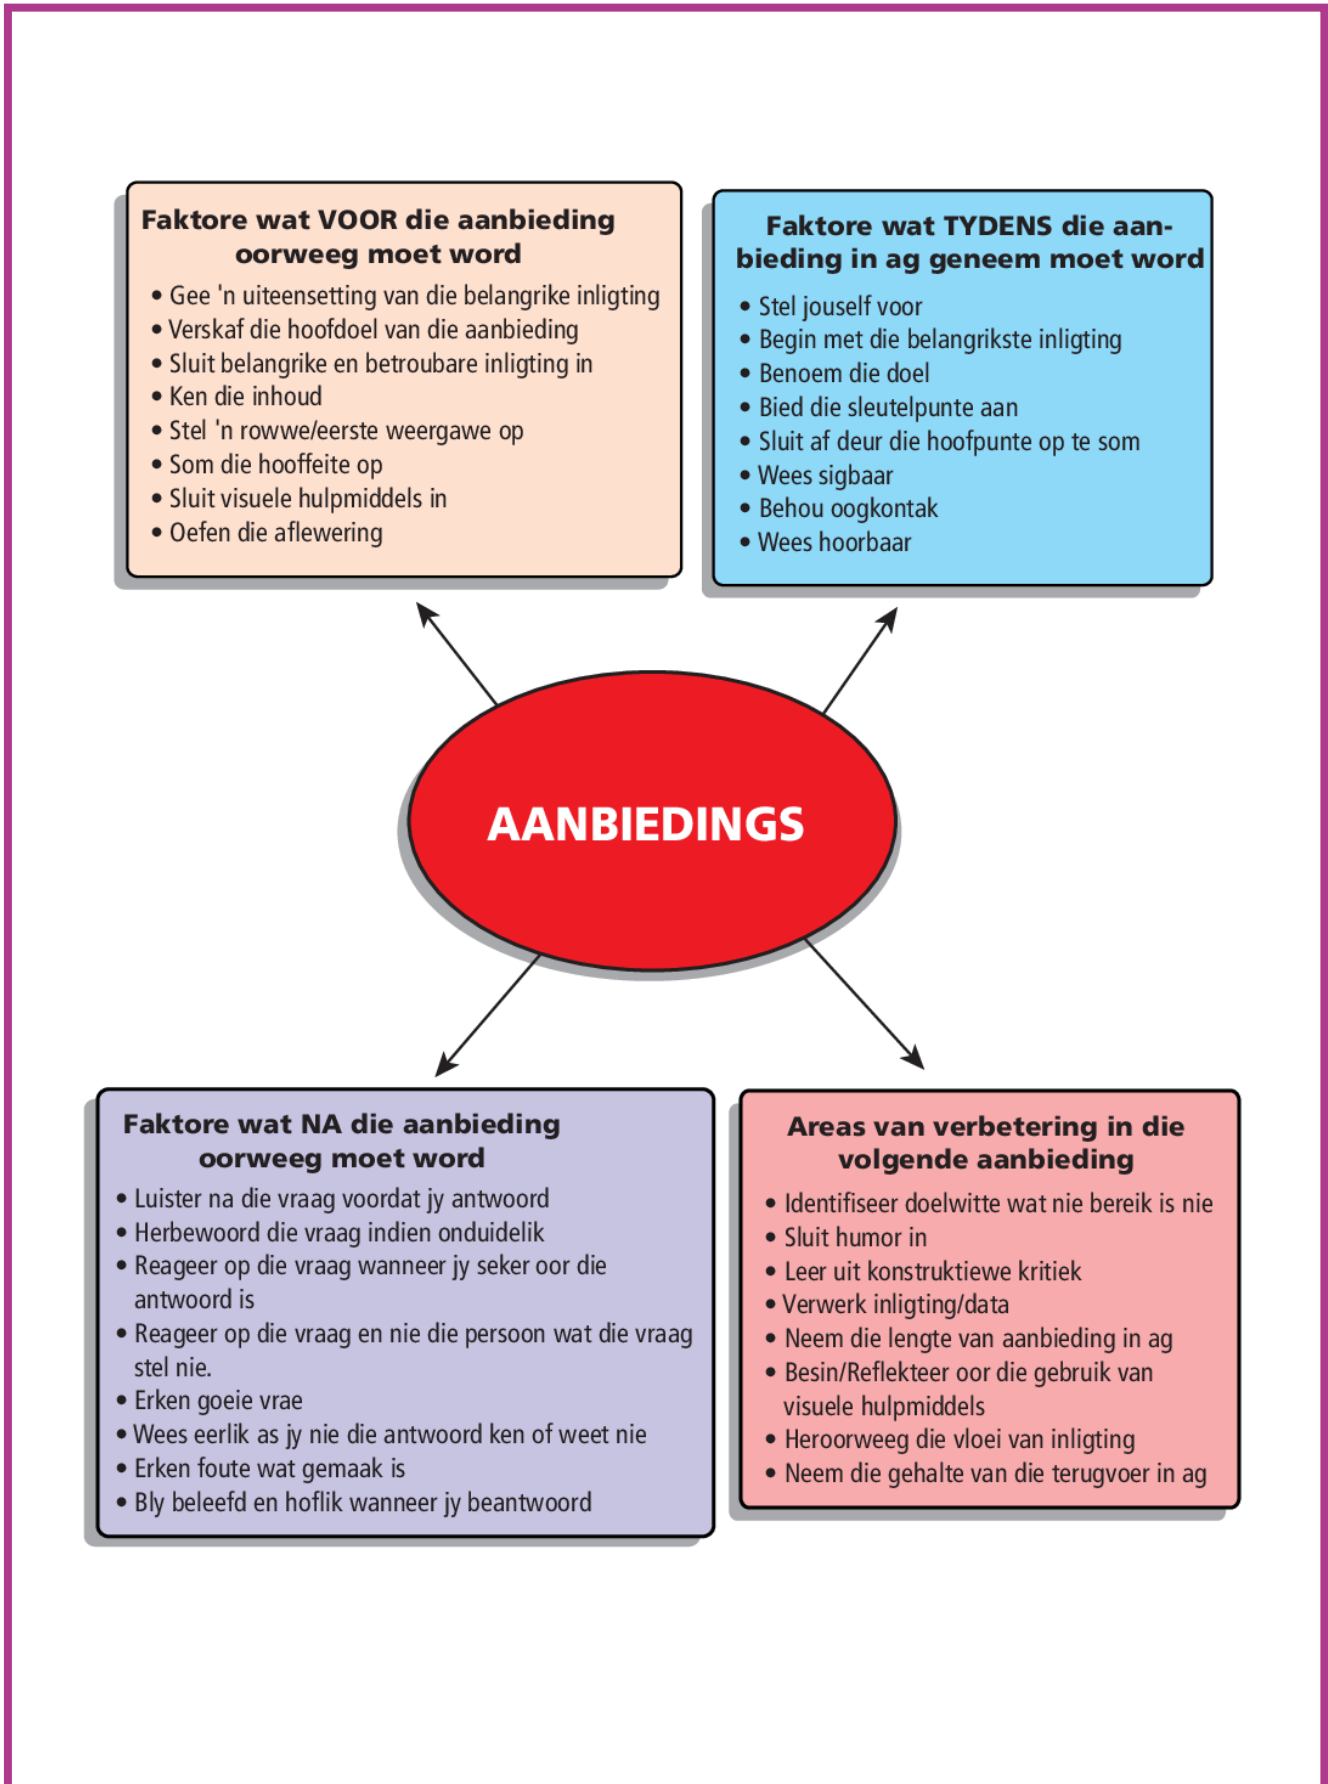 Faktore wat VOOR die aanbieding
oorweeg moet word
• Gee 'n uiteensetting van die belangrike inligting
• Verskaf die hoofdoel van die aanbieding
• Sluit belangrike en betroubare inligting in
• Ken die inhoud
• Stel 'n rowwe/eerste weergawe op
• Som die hooffeite op
• Sluit visuele hulpmiddels in
• Oefen die aflewering
Faktore wat TYDENS die aan-
bieding in ag geneem moet word
• Stel jouself voor
• Begin met die belangrikste inligting
• Benoem die doel
• Bied die sleutelpunte aan
• Sluit af deur die hoofpunte op te som
• Wees sigbaar
• Behou oogkontak
• Wees hoorbaar
AANBIEDINGS
Faktore wat NA die aanbieding
oorweeg moet word
• Luister na die vraag voordat jy antwoord
• Herbewoord die vraag indien onduidelik
• Reageer op die vraag wanneer jy seker oor die
antwoord is
• Reageer op die vraag en nie die persoon wat die vraag
stel nie.
• Erken goeie vrae
• Wees eerlik as jy nie die antwoord ken of weet nie
• Erken foute wat gemaak is
• Bly beleefd en hoflik wanneer jy beantwoord
Areas van verbetering in die
volgende aanbieding
• Identifiseer doelwitte wat nie bereik is nie
• Sluit humor in
• Leer uit konstruktiewe kritiek
• Verwerk inligting/data
• Neem die lengte van aanbieding in ag
• Besin/Reflekteer oor die gebruik van
visuele hulpmiddels
• Heroorweeg die vloei van inligting
• Neem die gehalte van die terugvoer in ag